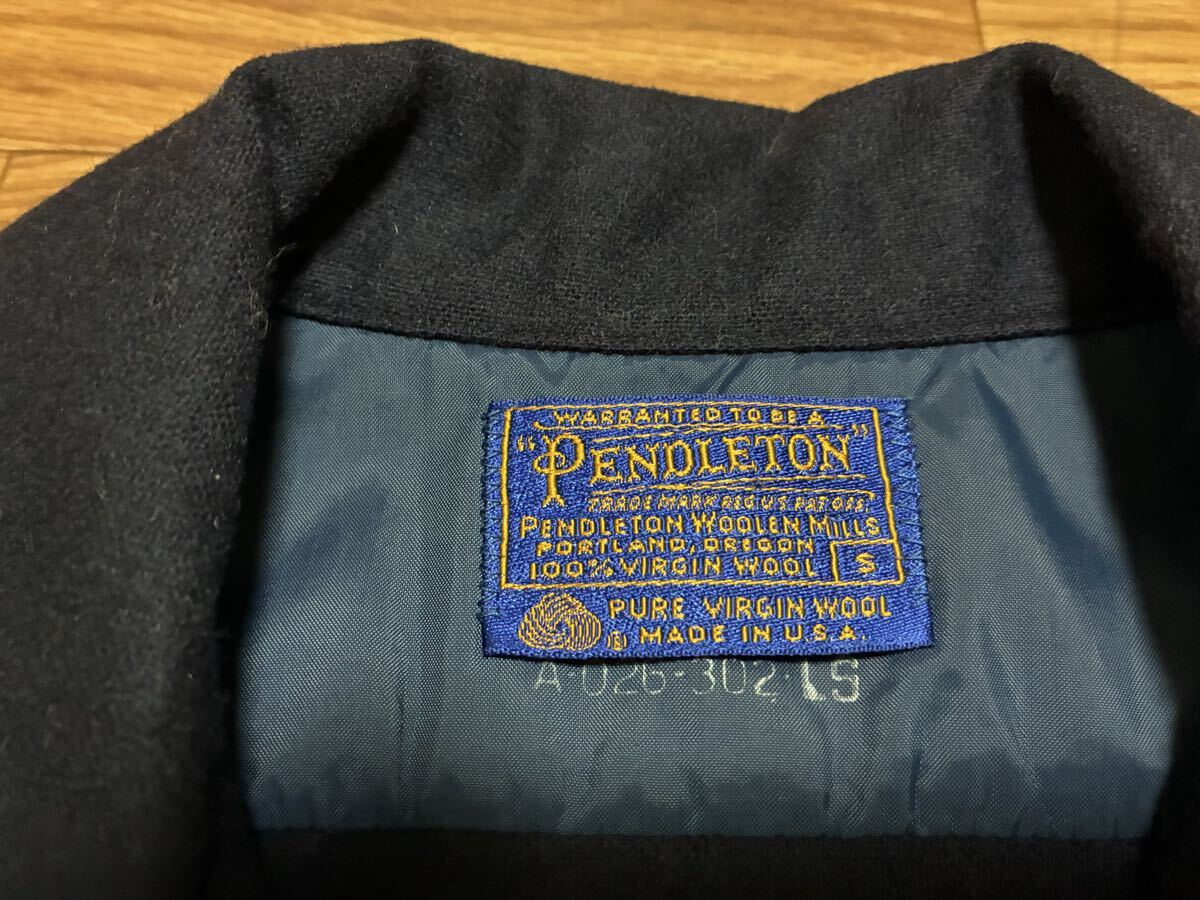 WARRANTED TO BE A
"PENDLETON"
TRADE MARK REG U.S. PAT. OFF.
PENDLETON WOOLEN MILLS
PORTLAND, OREGON
100% VIRGIN WOOL
S
PURE VIRGIN WOOL
MADE IN U.S.A.
A-026-302-LS